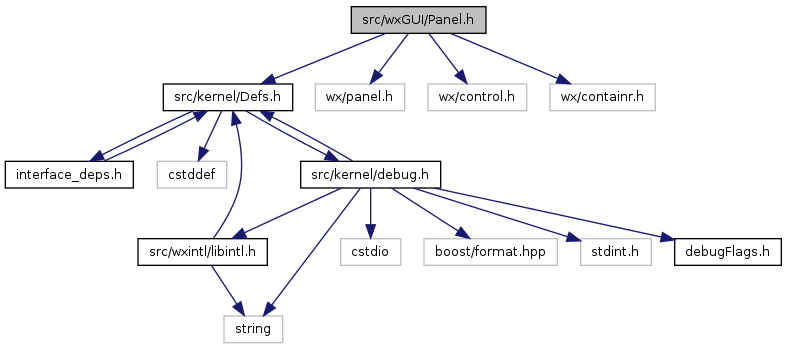 src/wxGUI/Panel.h
src/kernel/Defs.h
wx/panel.h
wx/control.h
wx/containr.h
interface_deps.h
cstddef
src/kernel/debug.h
src/wxintl/libintl.h
cstdio
boost/format.hpp
stdint.h
debugFlags.h
string